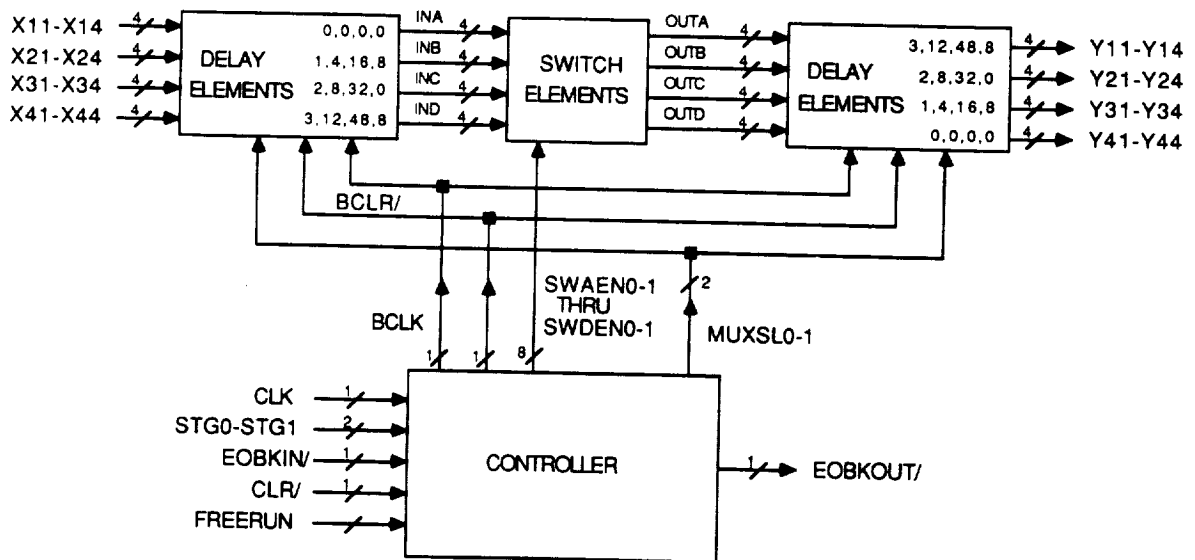 X11-X14
4
X21-X24
4
X31-X34
4
X41-X44
4
DELAY
ELEMENTS
0,0,0,0
1,4,16,8
2,8,32,0
3,12,48,8
INA
4
INB
4
INC
4
IND
4
SWITCH
ELEMENTS
OUTA
4
OUTB
4
OUTC
4
OUTD
4
DELAY
ELEMENTS
3,12,48,8
2,8,32,0
1,4,16,8
0,0,0,0
4
Y11-Y14
4
Y21-Y24
4
Y31-Y34
4
Y41-Y44
BCLR/
BCLK
1
1
SWAEN0-1
THRU
SWDEN0-1
8
2
MUXSL0-1
CLK
1
STG0-STG1
2
EOBKIN/
1
CLR/
1
FREERUN
CONTROLLER
1
EOBKOUT/